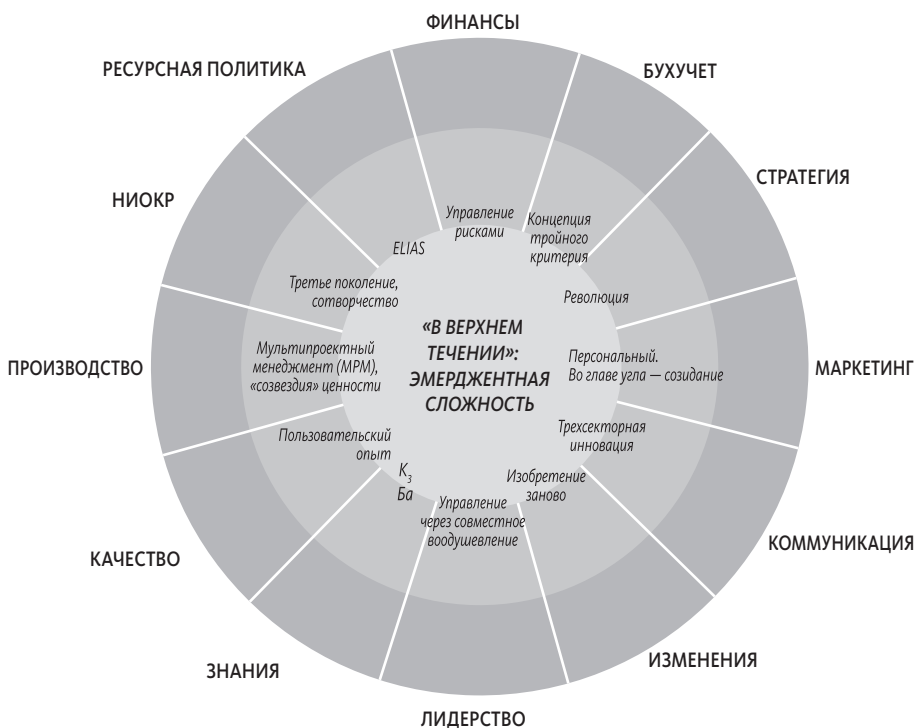 ФИНАНСЫ
БУХУЧЕТ
СТРАТЕГИЯ
МАРКЕТИНГ
КОММУНИКАЦИЯ
ИЗМЕНЕНИЯ
ЛИДЕРСТВО
ЗНАНИЯ
КАЧЕСТВО
ПРОИЗВОДСТВО
НИОКР
РЕСУРСНАЯ ПОЛИТИКА
Управление
рисками
Концепция
тройного
критерия
Революция
Персональный.
Во главе угла — созидание
Трехсекторная
инновация
Изобретение
заново
Управление
через совместное
воодушевление
K₃
Ба
Пользовательский
опыт
Мультипроектный
менеджмент (МРМ),
«созвездия» ценности
Третье поколение,
сотворчество
ELIAS
«В ВЕРХНЕМ
ТЕЧЕНИИ»:
ЭМЕРДЖЕНТНАЯ
СЛОЖНОСТЬ